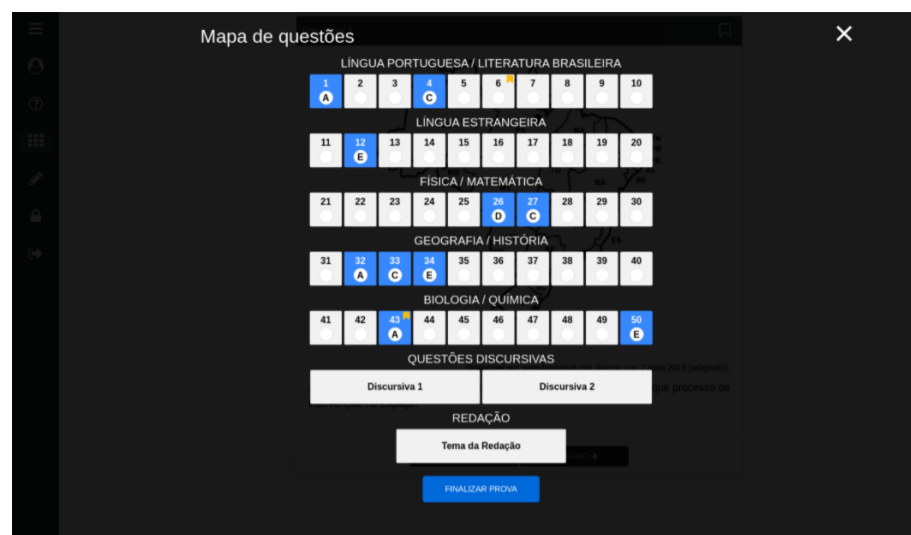 Mapa de questões
LÍNGUA PORTUGUESA / LITERATURA BRASILEIRA
1 2 3 4 5 6 7 8 9 10
A C
LÍNGUA ESTRANGEIRA
11 12 13 14 15 16 17 18 19 20
E
FÍSICA / MATEMÁTICA
21 22 23 24 25 26 27 28 29 30
D C
GEOGRAFIA / HISTÓRIA
31 32 33 34 35 36 37 38 39 40
A C E
BIOLOGIA / QUÍMICA
41 42 43 44 45 46 47 48 49 50
A E
QUESTÕES DISCURSIVAS
Discursiva 1 Discursiva 2
que processo de
REDAÇÃO
Tema da Redação
FINALIZAR PROVA